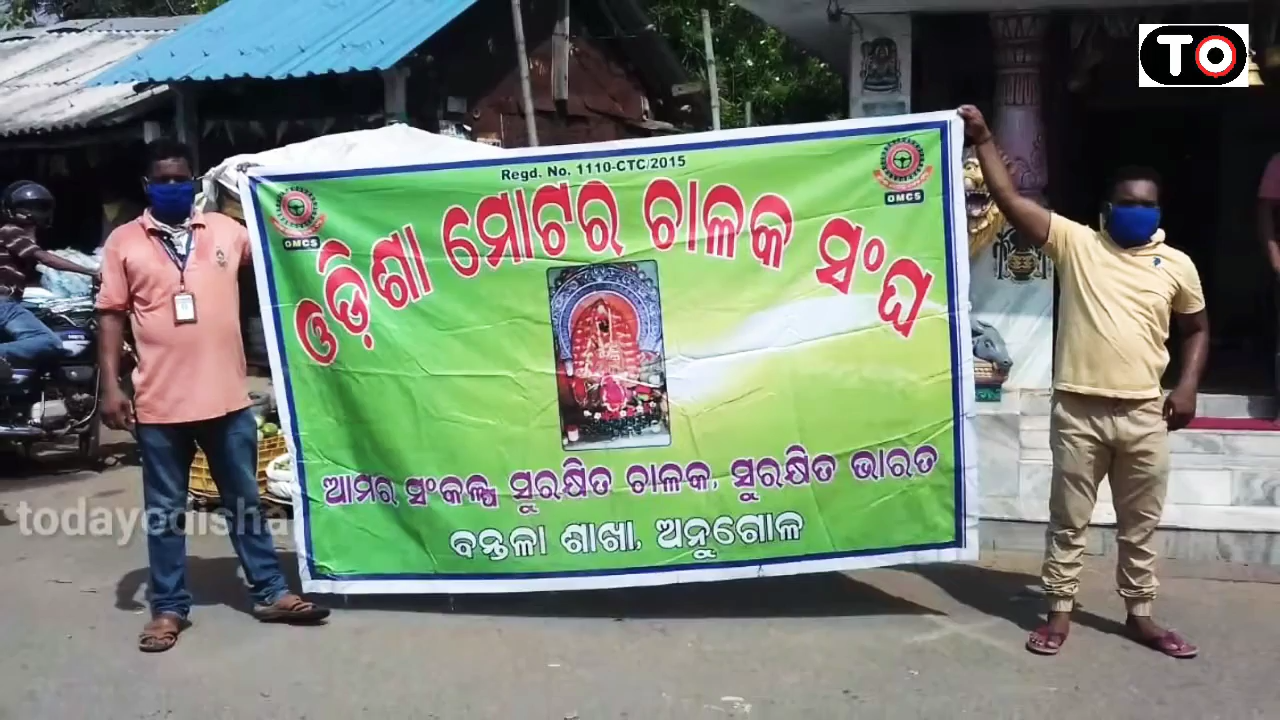 TO
Regd. No. 1110-CTC/2015
OMCS
OMCS
ଓଡ଼ିଶା ମୋଟର ଚାଳକ ସଂଘ
ଆମର ସଂକଳ୍ପ ସୁରକ୍ଷିତ ଚାଳକ, ସୁରକ୍ଷିତ ଭାରତ
ବନ୍ତଳା ଶାଖା, ଅନୁଗୋଳ
todayodisha